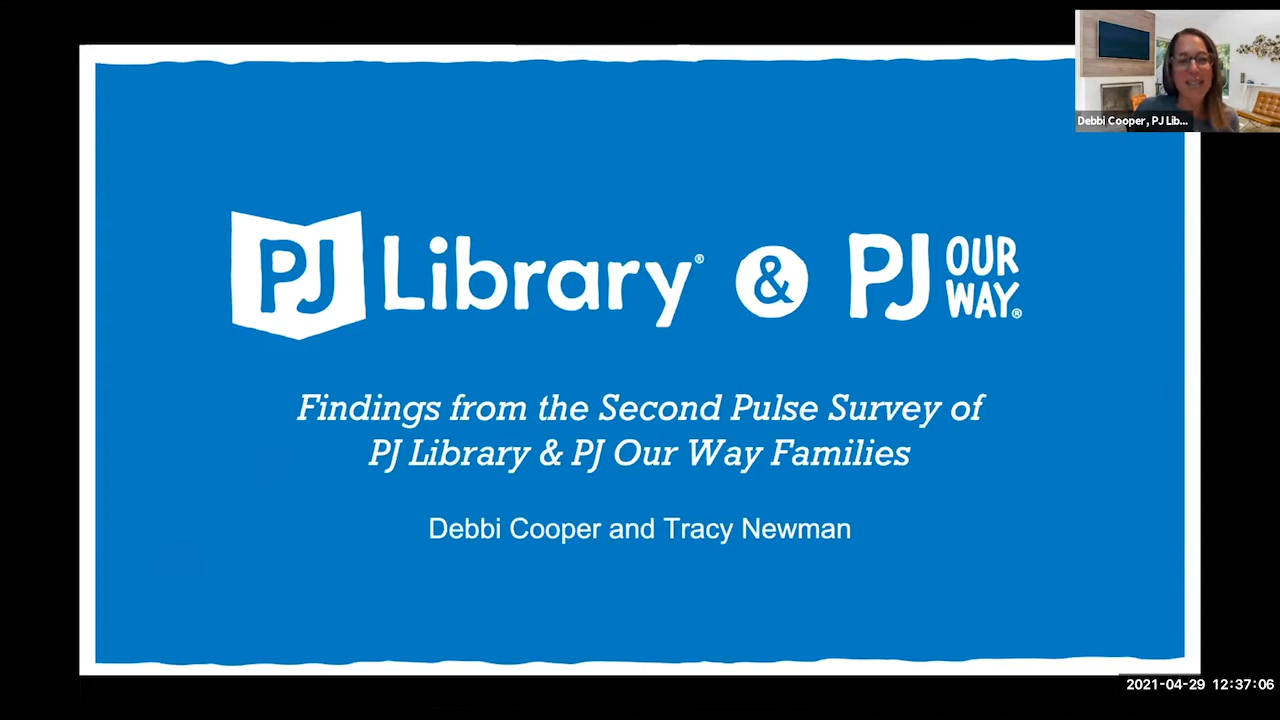 Debbi Cooper, PJ Lib...
PJ Library® & PJ OUR WAY®
Findings from the Second Pulse Survey of
PJ Library & PJ Our Way Families
Debbi Cooper and Tracy Newman
2021-04-29 12:37:06